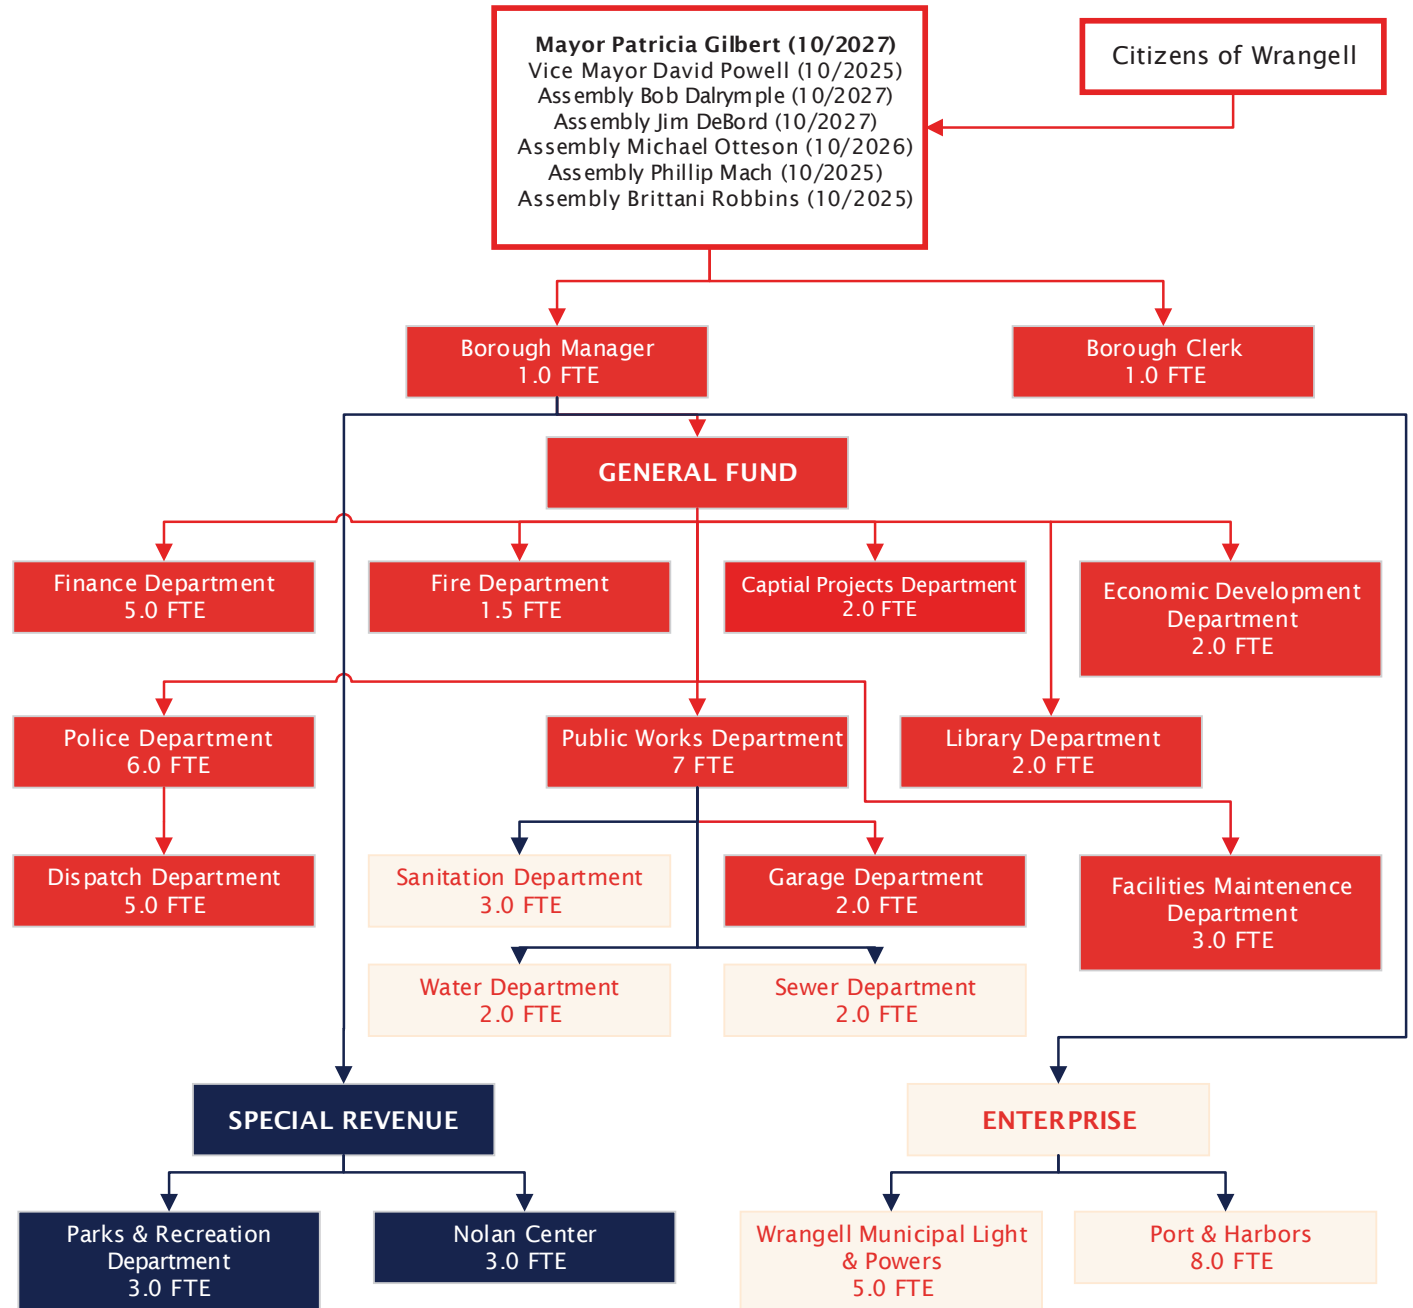 Mayor Patricia Gilbert (10/2027)
Vice Mayor David Powell (10/2025)
Assembly Bob Dalrymple (10/2027)
Assembly Jim DeBord (10/2027)
Assembly Michael Otteson (10/2026)
Assembly Phillip Mach (10/2025)
Assembly Brittani Robbins (10/2025)
Citizens of Wrangell
Borough Manager
1.0 FTE
Borough Clerk
1.0 FTE
GENERAL FUND
Finance Department
5.0 FTE
Fire Department
1.5 FTE
Captial Projects Department
2.0 FTE
Economic Development
Department
2.0 FTE
Police Department
6.0 FTE
Public Works Department
7 FTE
Library Department
2.0 FTE
Dispatch Department
5.0 FTE
Sanitation Department
3.0 FTE
Garage Department
2.0 FTE
Facilities Maintenence
Department
3.0 FTE
Water Department
2.0 FTE
Sewer Department
2.0 FTE
SPECIAL REVENUE
ENTERPRISE
Parks & Recreation
Department
3.0 FTE
Nolan Center
3.0 FTE
Wrangell Municipal Light
& Powers
5.0 FTE
Port & Harbors
8.0 FTE